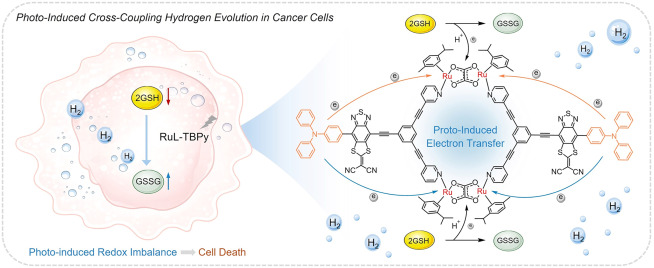 Photo-Induced Cross-Coupling Hydrogen Evolution in Cancer Cells
H2
2GSH
RuL-TBPy
H2
H2
GSSG
Photo-induced Redox Imbalance
Cell Death
2GSH
GSSG
H+
e
H2
H2
H2
Ru
O
O
O
O
Ru
e
e
N
N
N
S
N
N
S
N
N
N
S
S
S
S
NC
CN
NC
CN
Proto-Induced
Electron Transfer
N
N
e
e
Ru
O
O
O
O
Ru
H+
e
2GSH
GSSG
H2
H2
H2
H2
H2